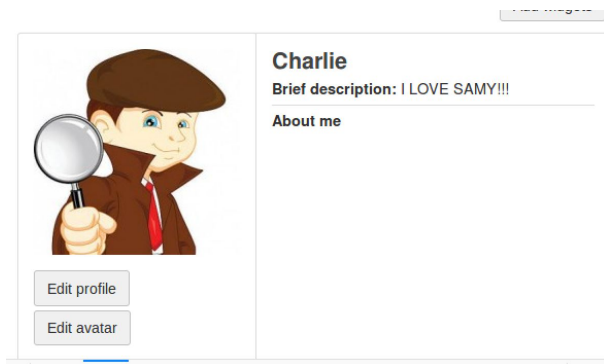 Charlie
Brief description: I LOVE SAMY!!!
About me
Edit profile
Edit avatar